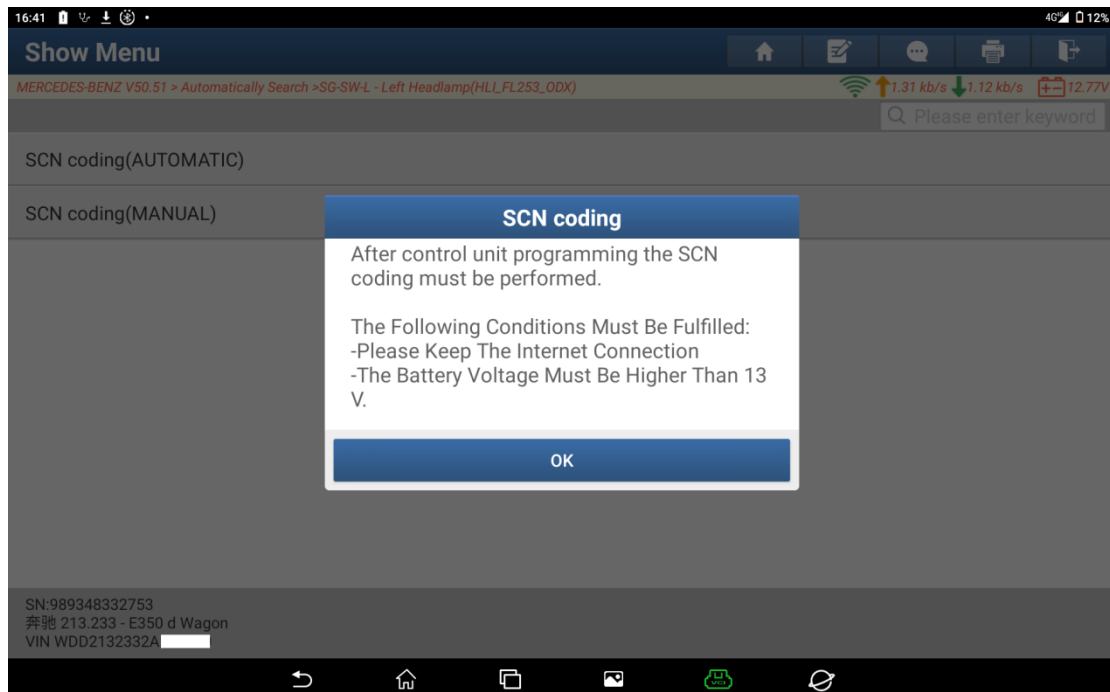 16:41
4G 12%
Show Menu
MERCEDES-BENZ V50.51 > Automatically Search >SG-SW-L - Left Headlamp(HLI_FL253_ODX)
1.31 kb/s 1.12 kb/s 12.77V
Please enter keyword
SCN coding(AUTOMATIC)
SCN coding(MANUAL)
SCN coding
After control unit programming the SCN
coding must be performed.
The Following Conditions Must Be Fulfilled:
-Please Keep The Internet Connection
-The Battery Voltage Must Be Higher Than 13
V.
OK
SN:989348332753
奔驰 213.233 - E350 d Wagon
VIN WDD2132332A
VCI